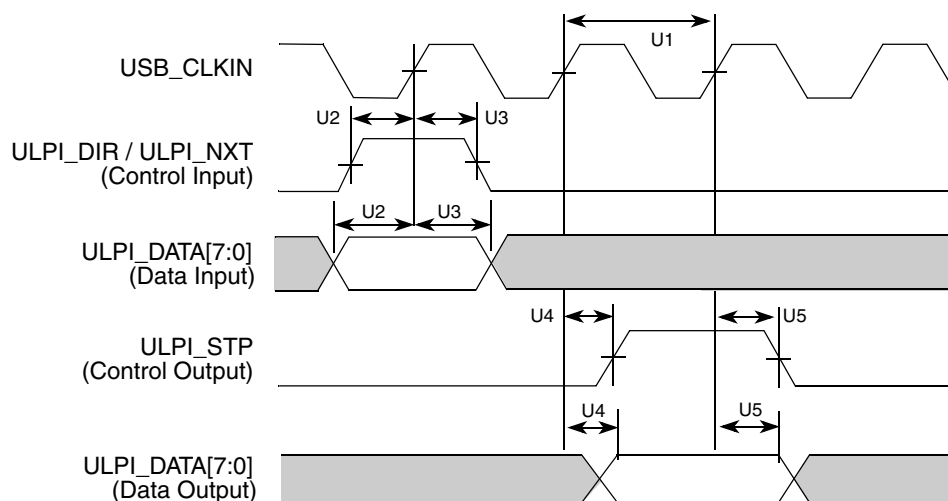 U1
USB_CLKIN
U2
U3
ULPI_DIR / ULPI_NXT
(Control Input)
U2
U3
ULPI_DATA[7:0]
(Data Input)
U4
U5
ULPI_STP
(Control Output)
U4
U5
ULPI_DATA[7:0]
(Data Output)